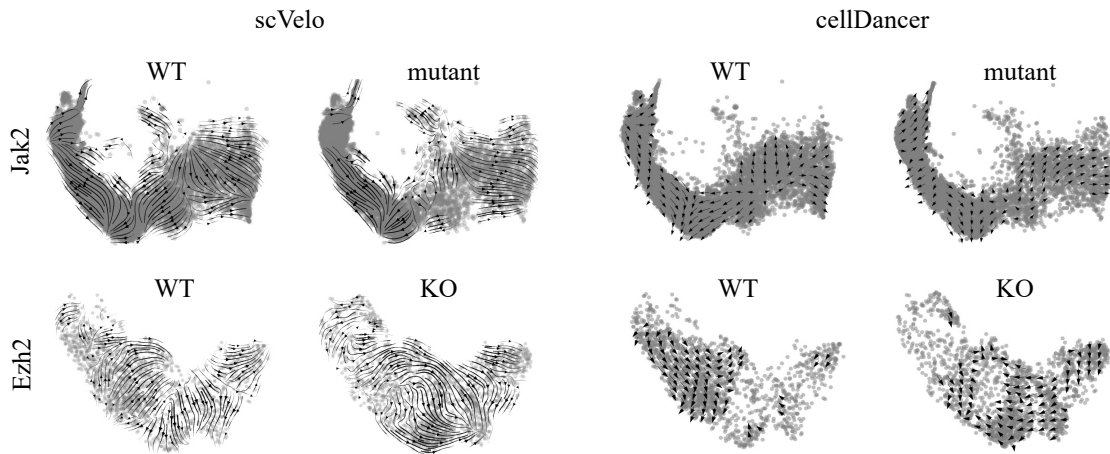 scVelo cellDancer
WT mutant WT mutant
Jak2
WT KO WT KO
Ezh2